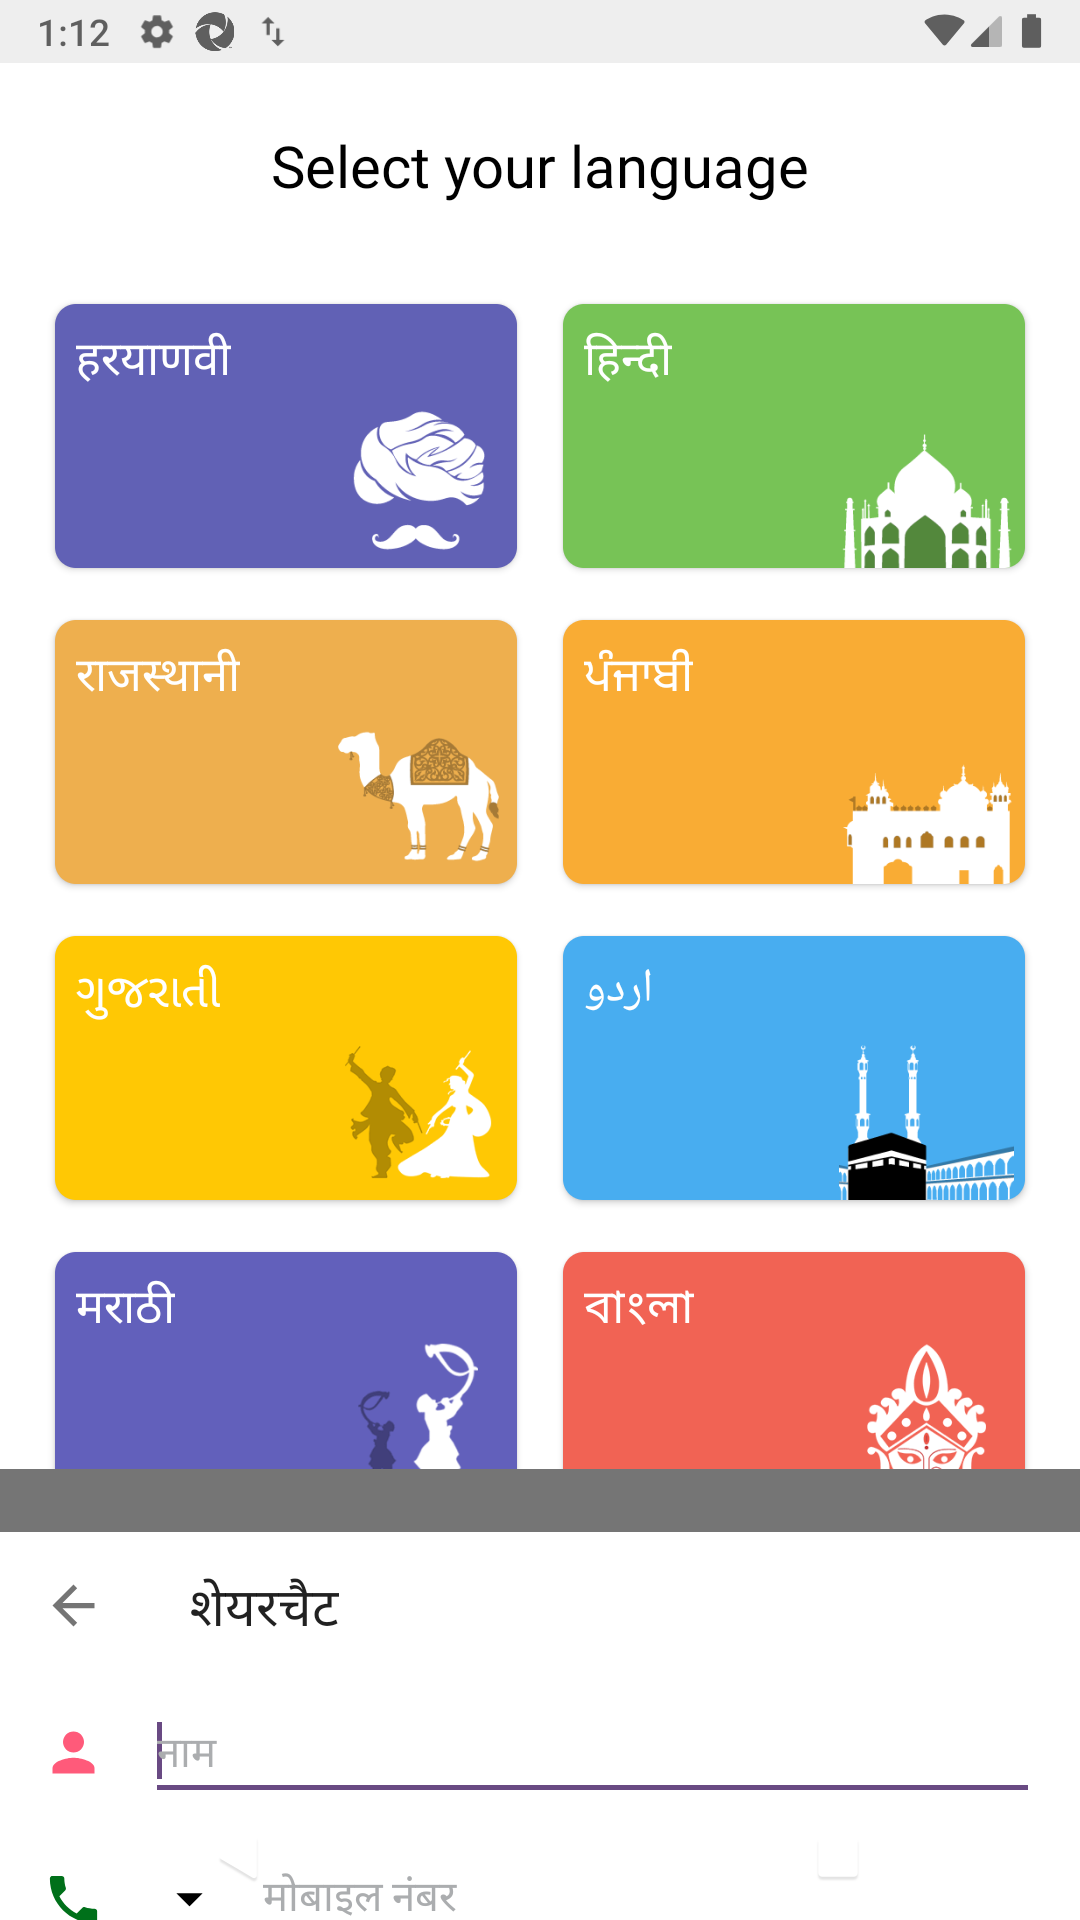 1:12
Select your language
हरयाणवी
हिन्दी
राजस्थानी
ਪੰਜਾਬੀ
ગુજરાતી
اردو
मराठी
বাংলা
शेयरचैट
नाम
मोबाइल नंबर